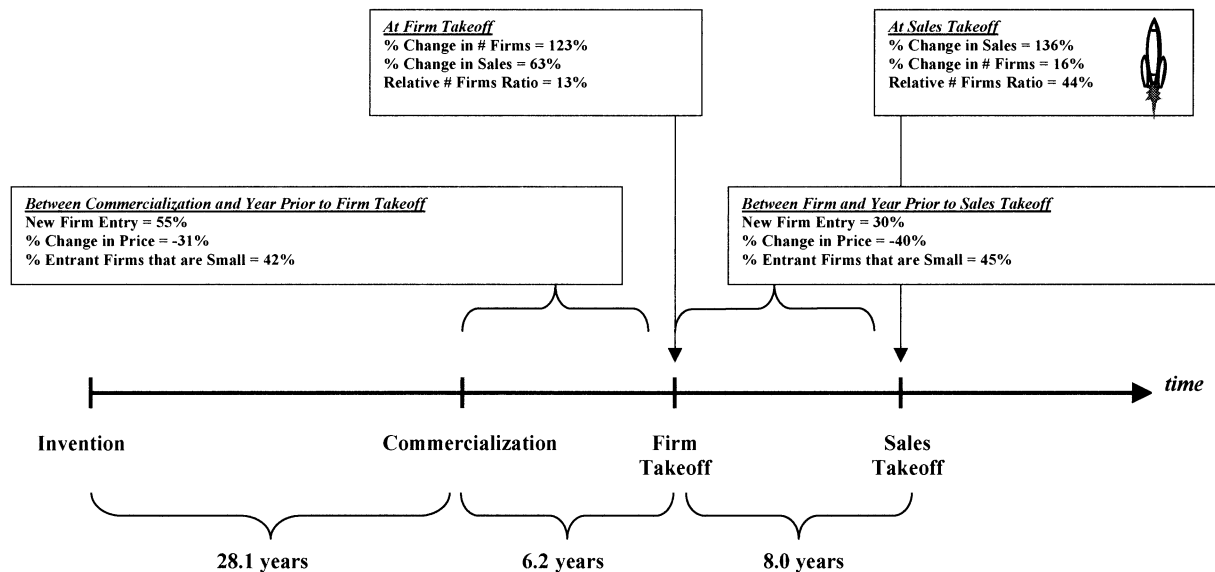 At Firm Takeoff
% Change in # Firms = 123%
% Change in Sales = 63%
Relative # Firms Ratio = 13%
At Sales Takeoff
% Change in Sales = 136%
% Change in # Firms = 16%
Relative # Firms Ratio = 44%
Between Commercialization and Year Prior to Firm Takeoff
New Firm Entry = 55%
% Change in Price = -31%
% Entrant Firms that are Small = 42%
Between Firm and Year Prior to Sales Takeoff
New Firm Entry = 30%
% Change in Price = -40%
% Entrant Firms that are Small = 45%
time
Invention
Commercialization
Firm
Takeoff
Sales
Takeoff
28.1 years
6.2 years
8.0 years